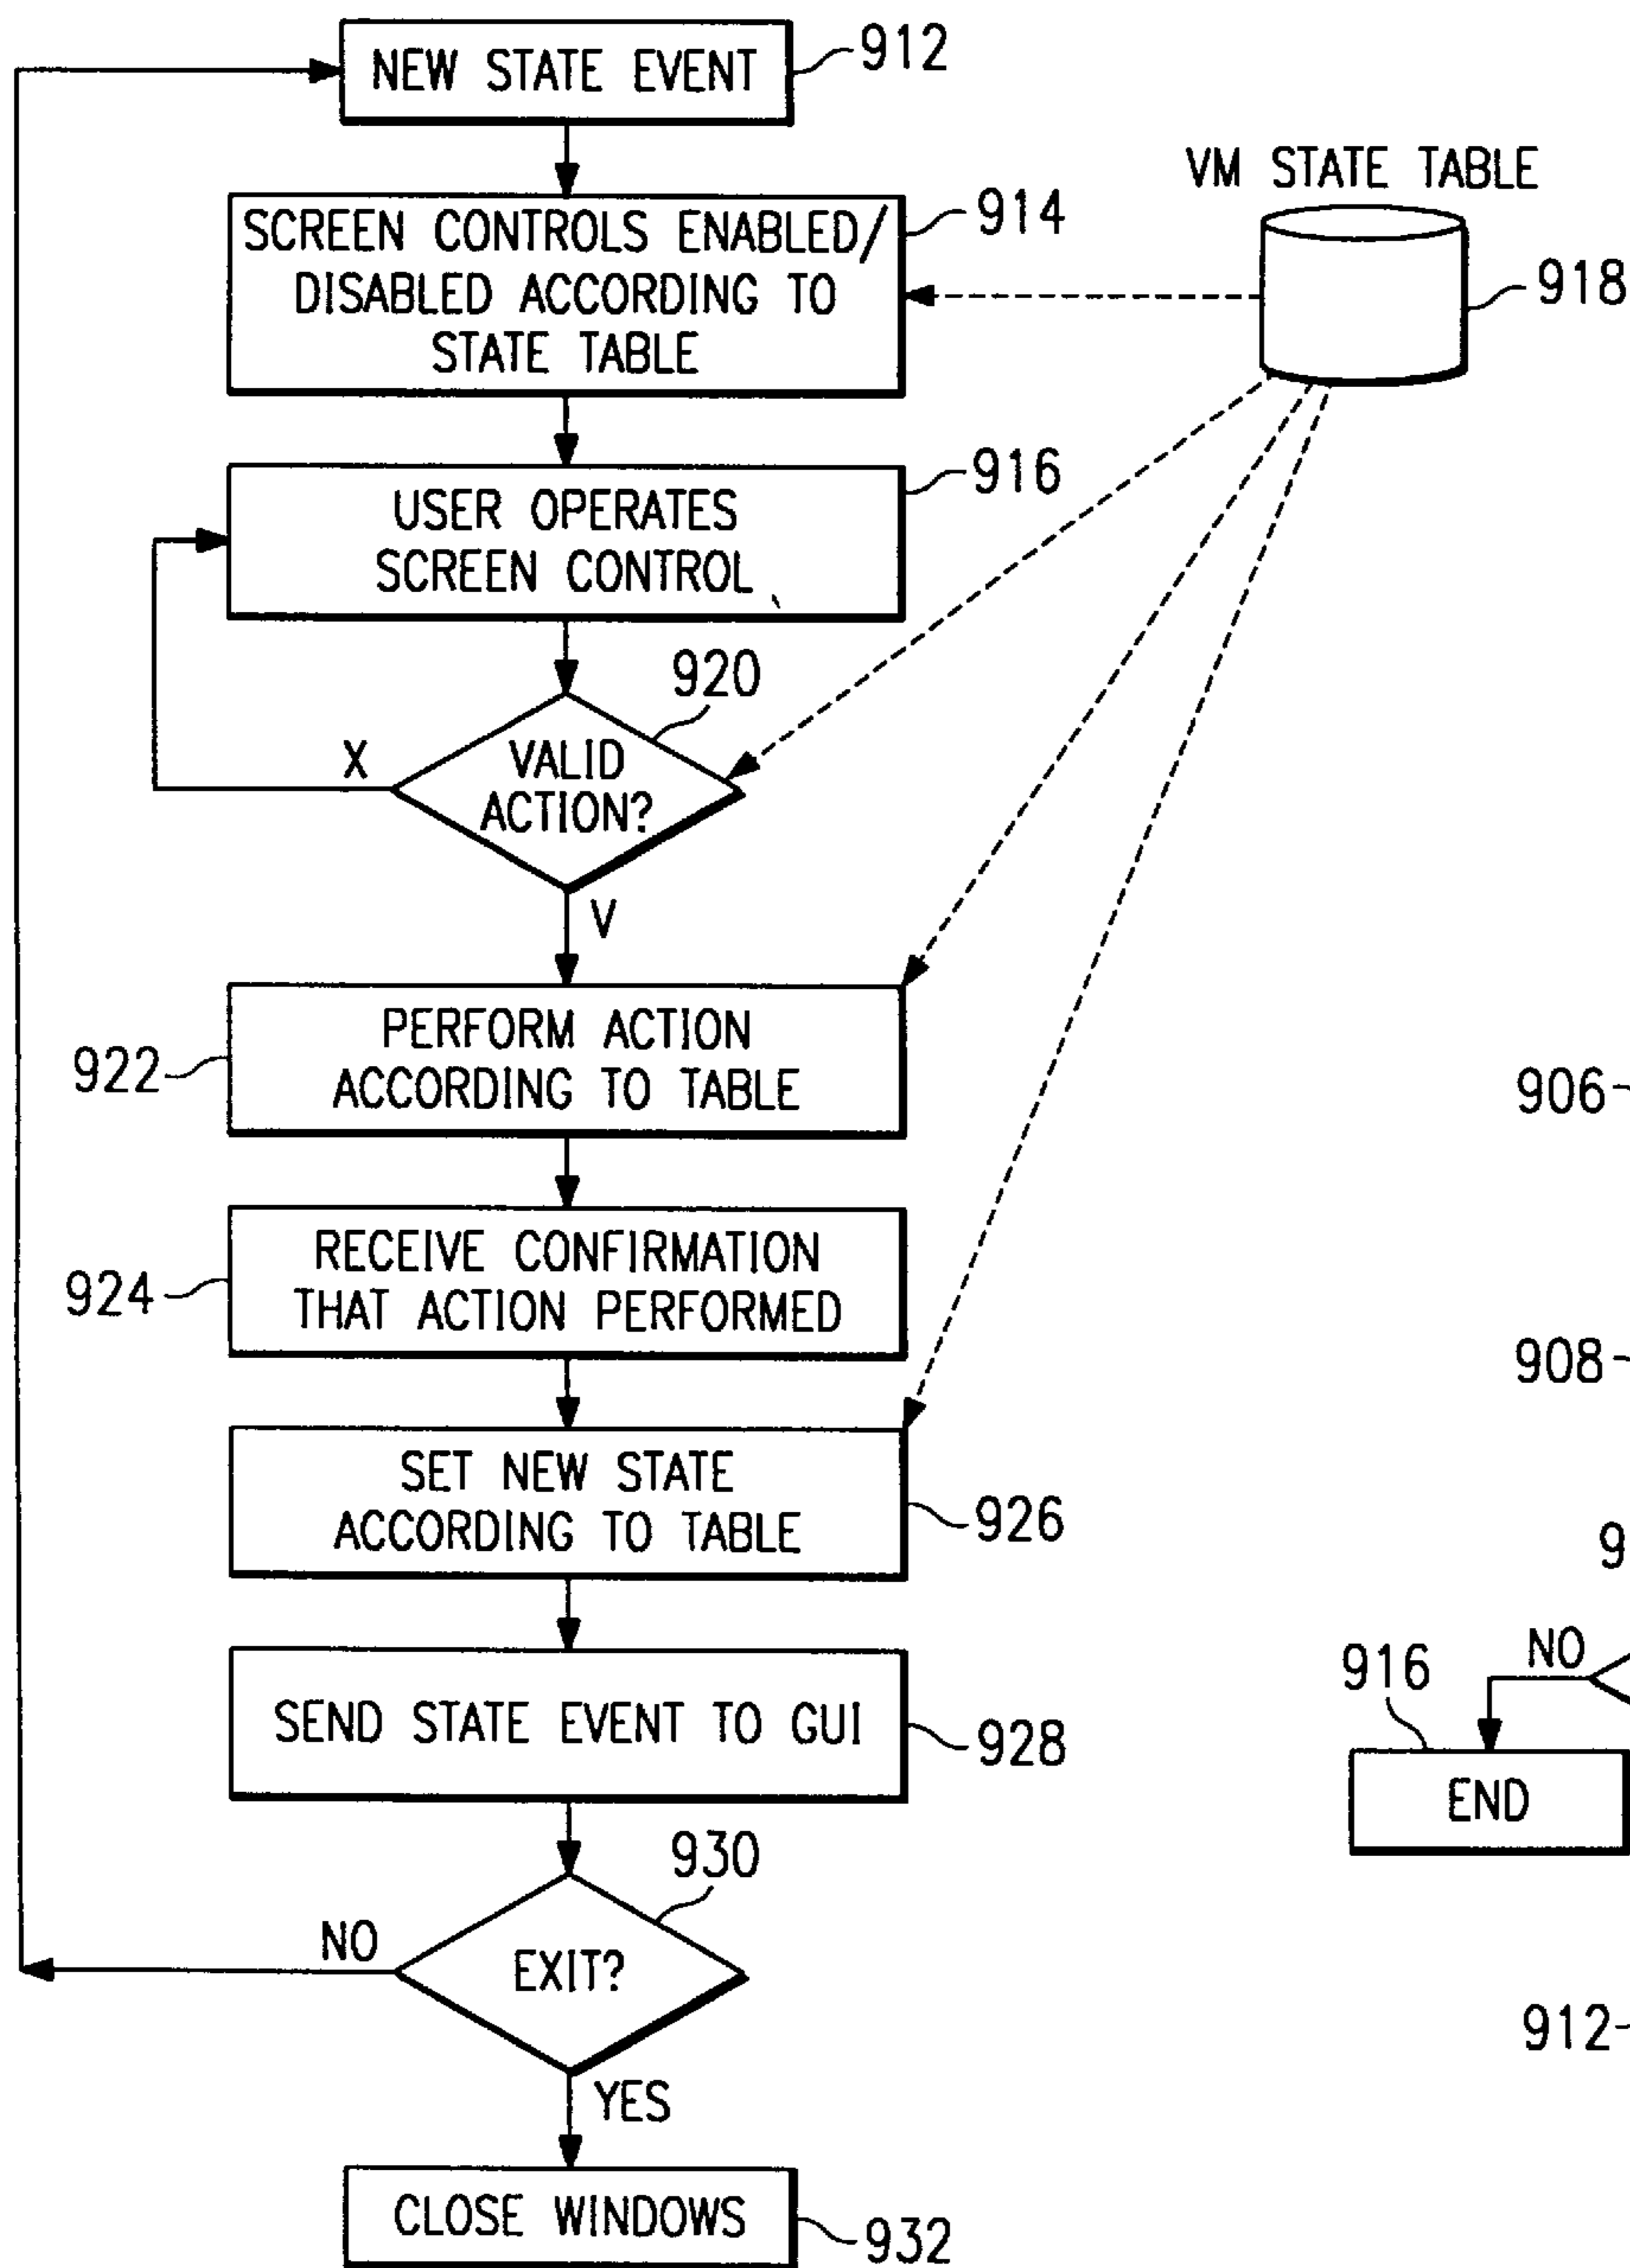 NEW STATE EVENT
912
SCREEN CONTROLS ENABLED/
DISABLED ACCORDING TO
STATE TABLE
914
VM STATE TABLE
918
USER OPERATES
SCREEN CONTROL
916
920
VALID
ACTION?
X
V
PERFORM ACTION
ACCORDING TO TABLE
922
906
RECEIVE CONFIRMATION
THAT ACTION PERFORMED
924
908
SET NEW STATE
ACCORDING TO TABLE
926
9
SEND STATE EVENT TO GUI
928
916
NO
END
930
EXIT?
NO
YES
912
CLOSE WINDOWS
932